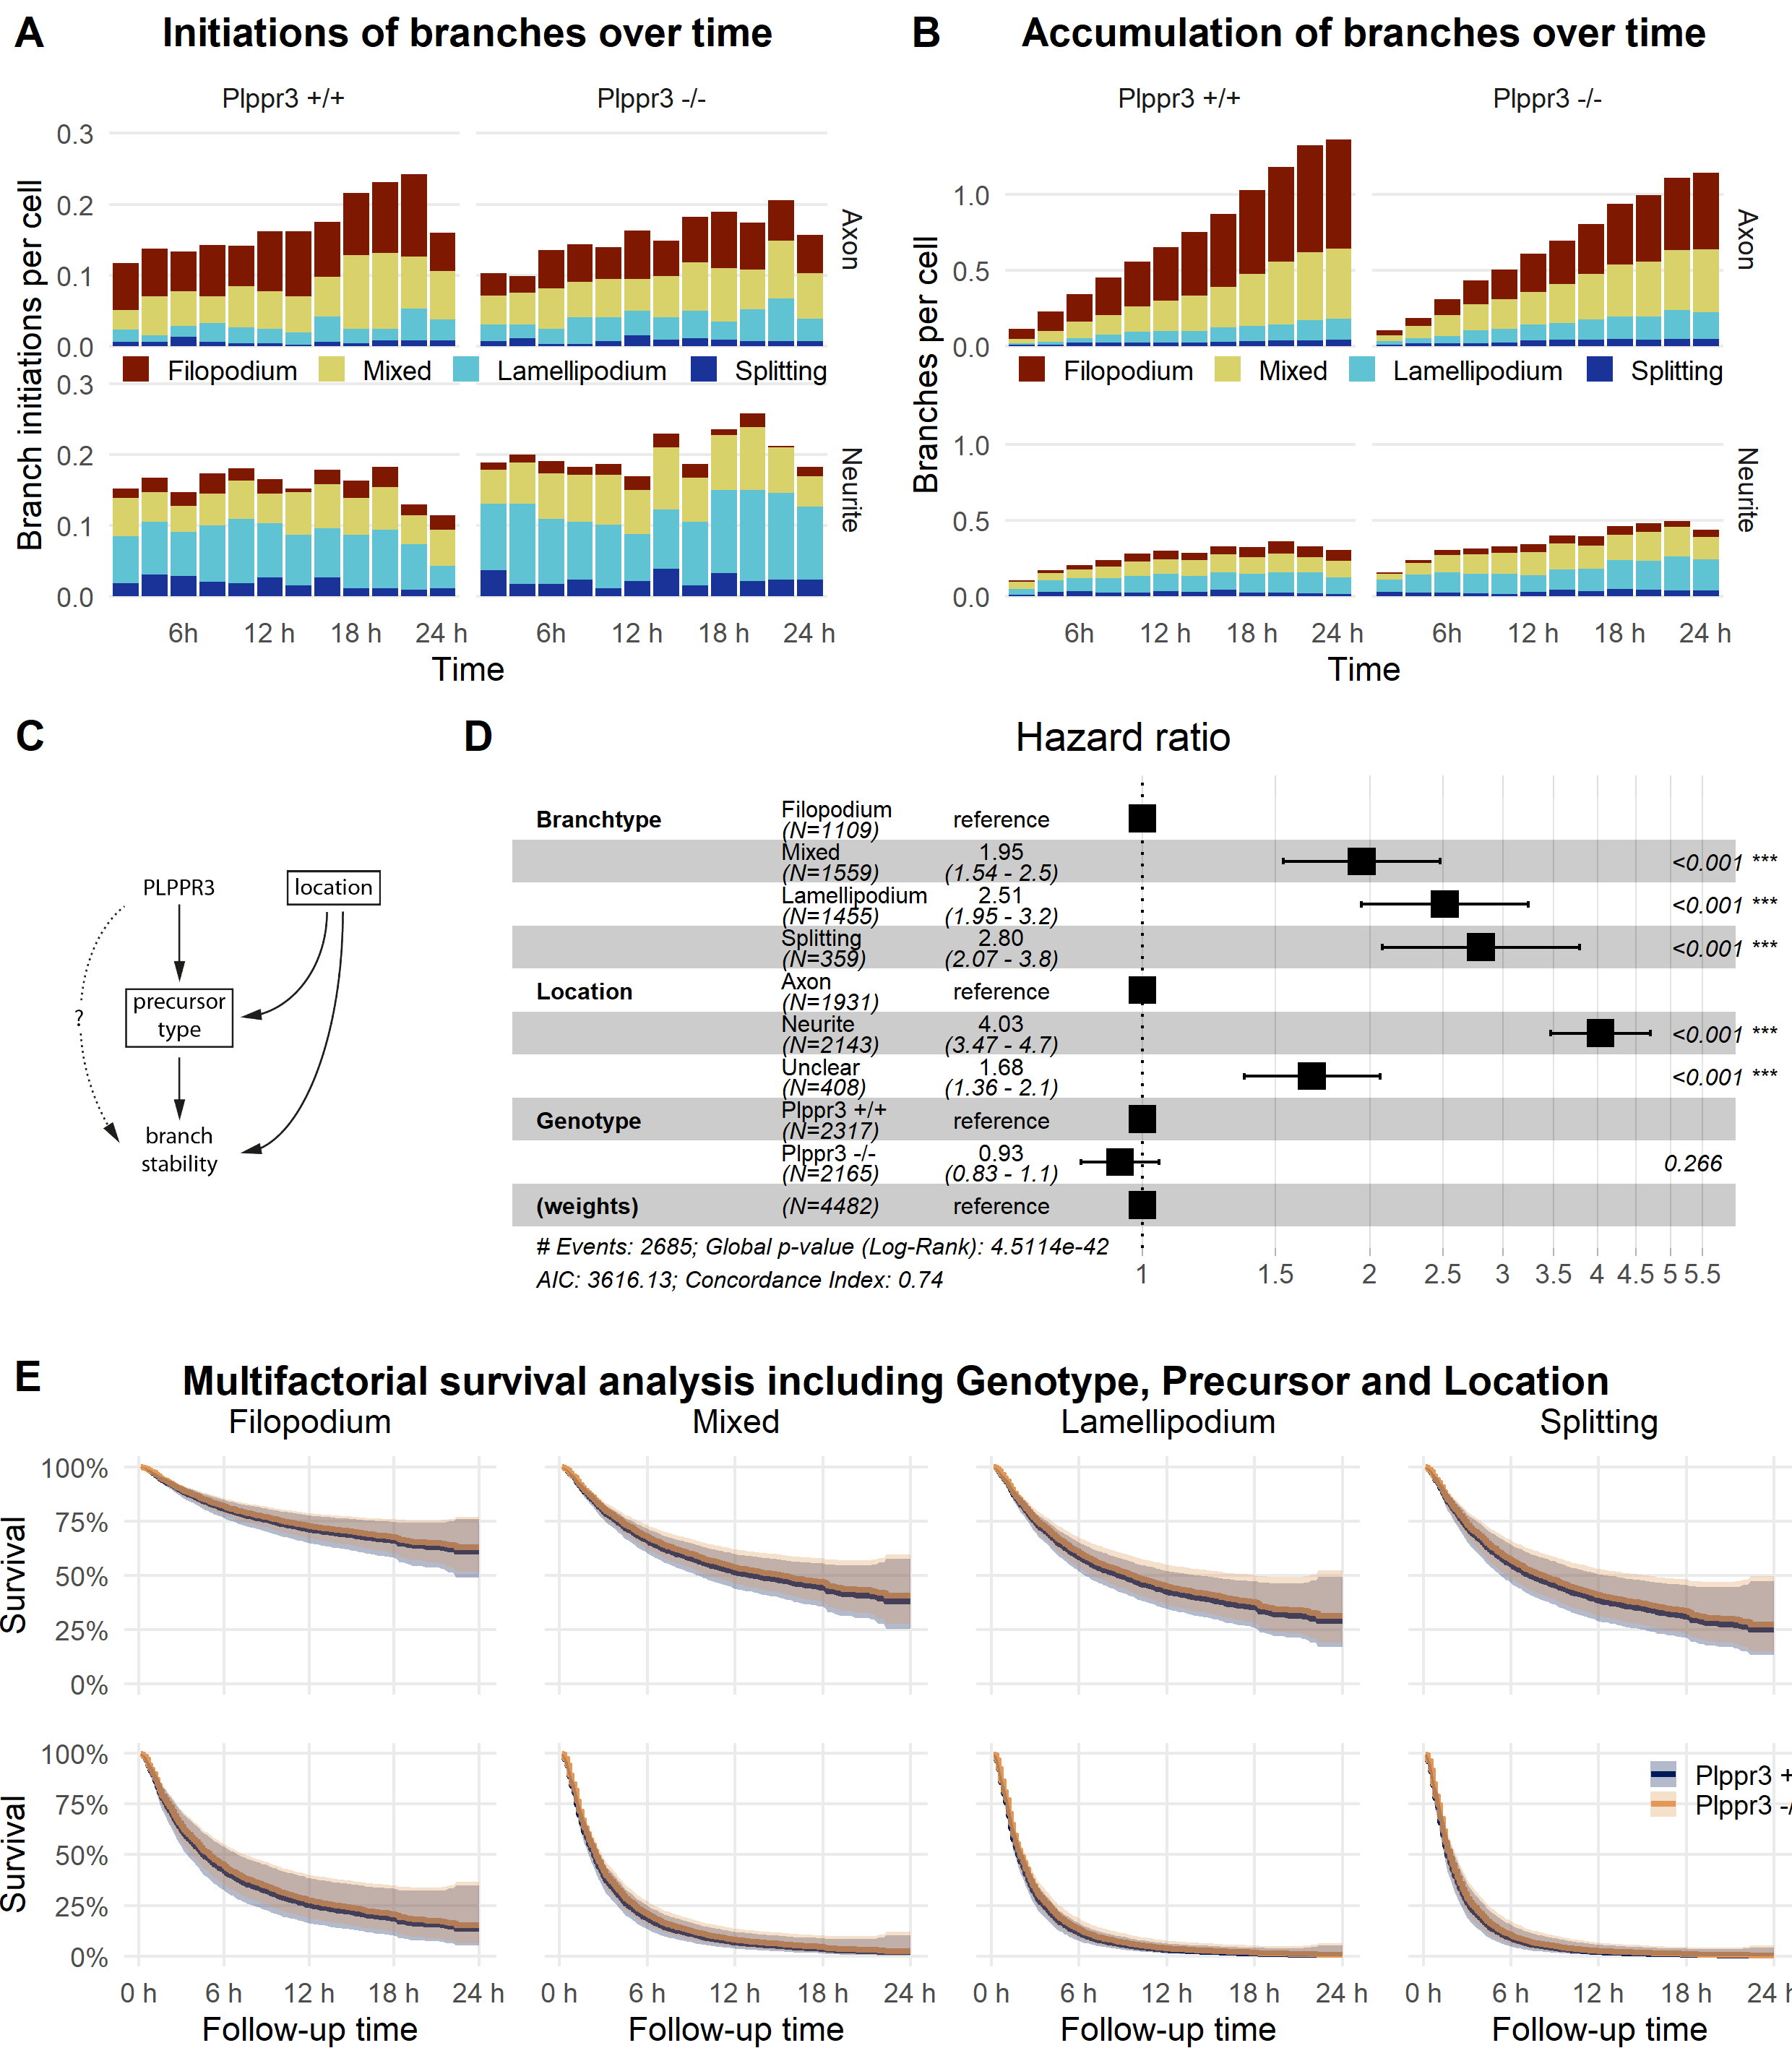 A Initiations of branches over time
Plppr3 +/+ Plppr3 -/-
Branch initiations per cell
0.3
0.2
0.1
0.0
Axon
Filopodium Mixed Lamellipodium Splitting
0.3
0.2
0.1
0.0
Neurite
6h 12 h 18 h 24 h 6h 12 h 18 h 24 h
Time
B Accumulation of branches over time
Plppr3 +/+ Plppr3 -/-
Branches per cell
1.0
0.5
0.0
Axon
Filopodium Mixed Lamellipodium Splitting
1.0
0.5
0.0
Neurite
6h 12 h 18 h 24 h 6h 12 h 18 h 24 h
Time
C
PLPPR3 location
precursor
type
?
branch
stability
D Hazard ratio
Branchtype Filopodium (N=1109) reference
Mixed (N=1559) 1.95 (1.54 - 2.5) <0.001 ***
Lamellipodium (N=1455) 2.51 (1.95 - 3.2) <0.001 ***
Splitting (N=359) 2.80 (2.07 - 3.8) <0.001 ***
Location Axon (N=1931) reference
Neurite (N=2143) 4.03 (3.47 - 4.7) <0.001 ***
Unclear (N=408) 1.68 (1.36 - 2.1) <0.001 ***
Genotype Plppr3 +/+ (N=2317) reference
Plppr3 -/- (N=2165) 0.93 (0.83 - 1.1) 0.266
(weights) (N=4482) reference
# Events: 2685; Global p-value (Log-Rank): 4.5114e-42
AIC: 3616.13; Concordance Index: 0.74
1 1.5 2 2.5 3 3.5 4 4.5 5 5.5
E Multifactorial survival analysis including Genotype, Precursor and Location
Filopodium Mixed Lamellipodium Splitting
Survival
100%
75%
50%
25%
0%
Survival
100%
75%
50%
25%
0%
Plppr3 +
Plppr3 -/
0 h 6 h 12 h 18 h 24 h 0 h 6 h 12 h 18 h 24 h 0 h 6 h 12 h 18 h 24 h 0 h 6 h 12 h 18 h 24 h
Follow-up time Follow-up time Follow-up time Follow-up time